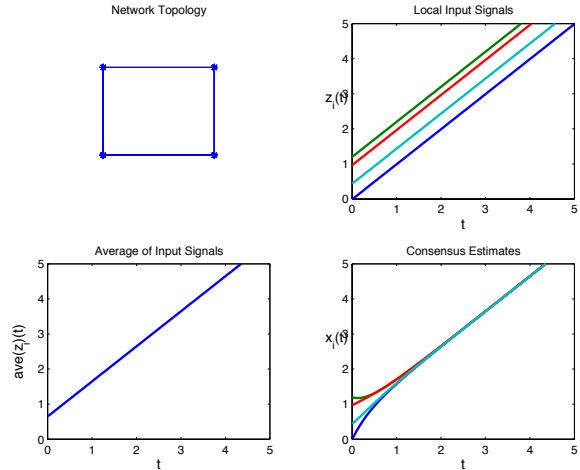 Network Topology
Local Input Signals
5
4
3
2
1
0
z_i(t)
0 1 2 3 4 5
t
Average of Input Signals
Consensus Estimates
5
4
3
2
1
0
ave(z_i)(t)
0 1 2 3 4 5
t
5
4
3
2
1
0
x_i(t)
0 1 2 3 4 5
t